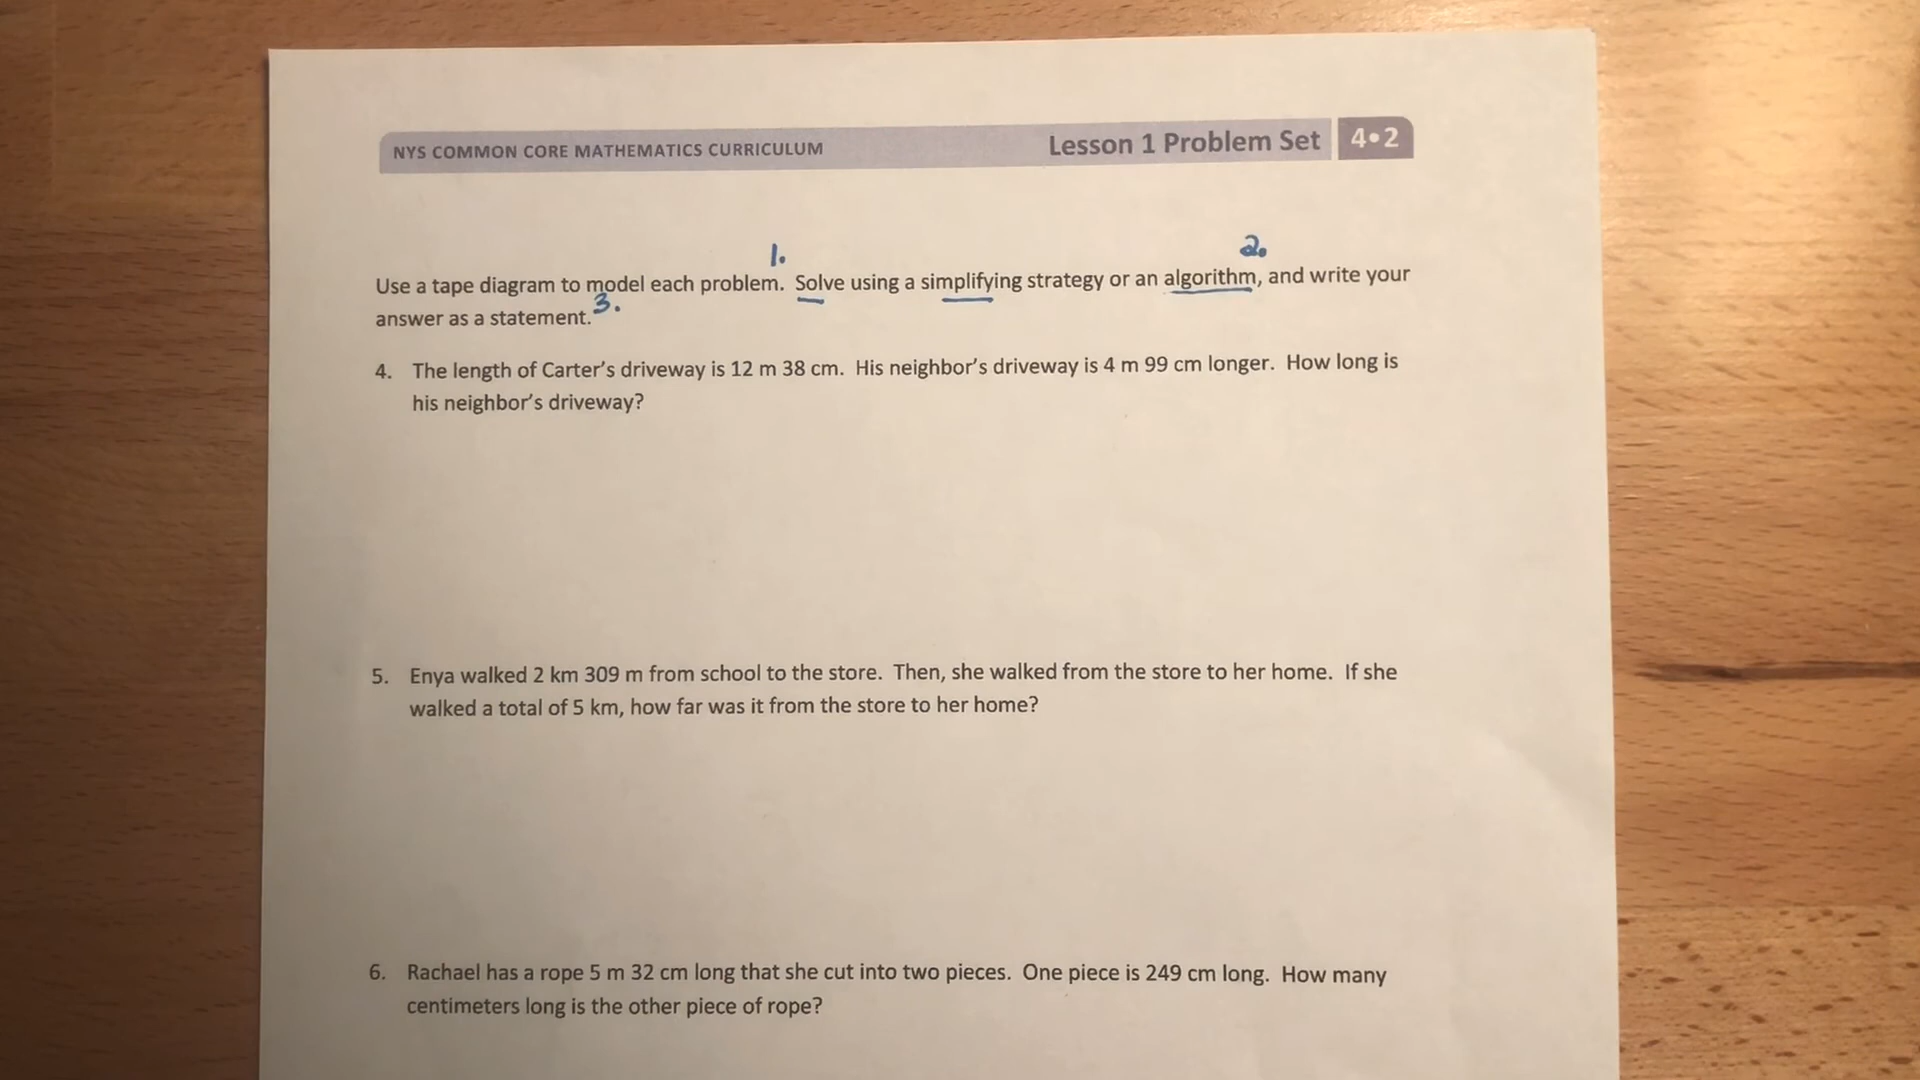 NYS COMMON CORE MATHEMATICS CURRICULUM Lesson 1 Problem Set 4•2
1. 2.
Use a tape diagram to model each problem. Solve using a simplifying strategy or an algorithm, and write your
answer as a statement. 3.
4. The length of Carter's driveway is 12 m 38 cm. His neighbor's driveway is 4 m 99 cm longer. How long is
his neighbor's driveway?
5. Enya walked 2 km 309 m from school to the store. Then, she walked from the store to her home. If she
walked a total of 5 km, how far was it from the store to her home?
6. Rachael has a rope 5 m 32 cm long that she cut into two pieces. One piece is 249 cm long. How many
centimeters long is the other piece of rope?